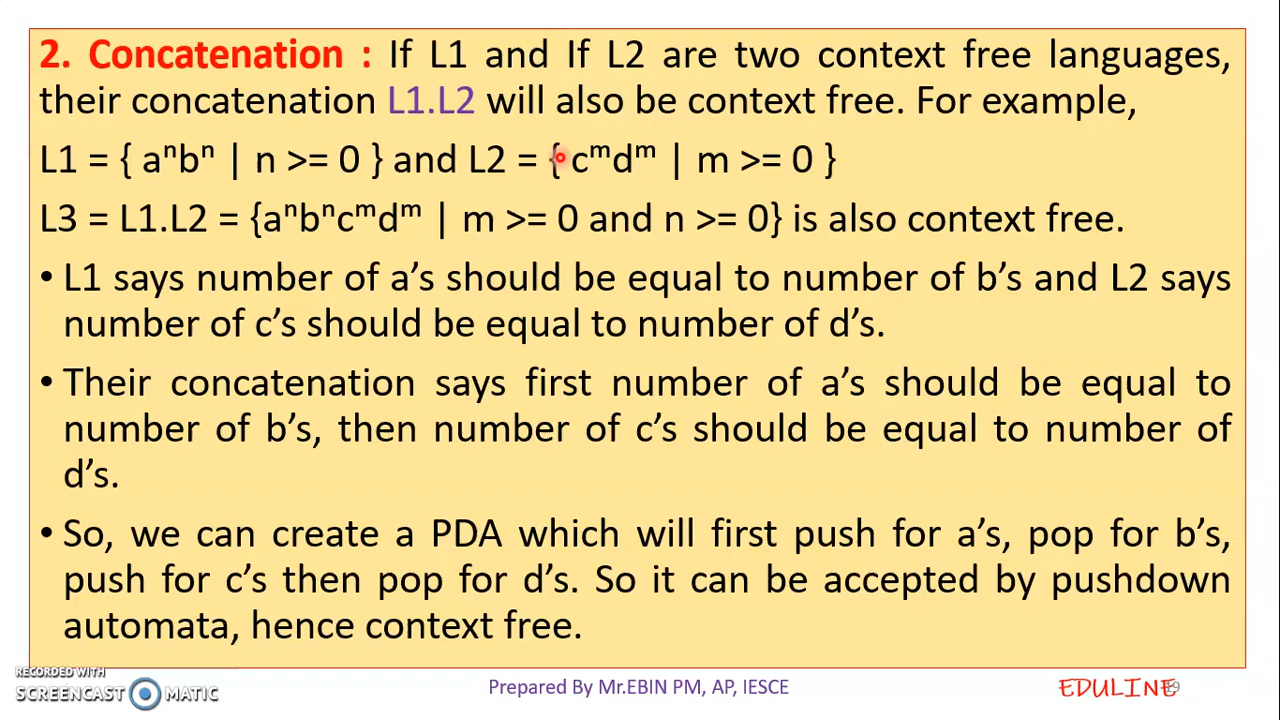 2. Concatenation : If L1 and If L2 are two context free languages,
their concatenation L1.L2 will also be context free. For example,
L1 = { aⁿbⁿ | n >= 0 } and L2 = { cᵐdᵐ | m >= 0 }
L3 = L1.L2 = {aⁿbⁿcᵐdᵐ | m >= 0 and n >= 0} is also context free.
• L1 says number of a’s should be equal to number of b’s and L2 says
number of c’s should be equal to number of d’s.
• Their concatenation says first number of a’s should be equal to
number of b’s, then number of c’s should be equal to number of
d’s.
• So, we can create a PDA which will first push for a’s, pop for b’s,
push for c’s then pop for d’s. So it can be accepted by pushdown
automata, hence context free.
RECORDED WITH
SCREENCAST MATIC
Prepared By Mr.EBIN PM, AP, IESCE
EDULINE